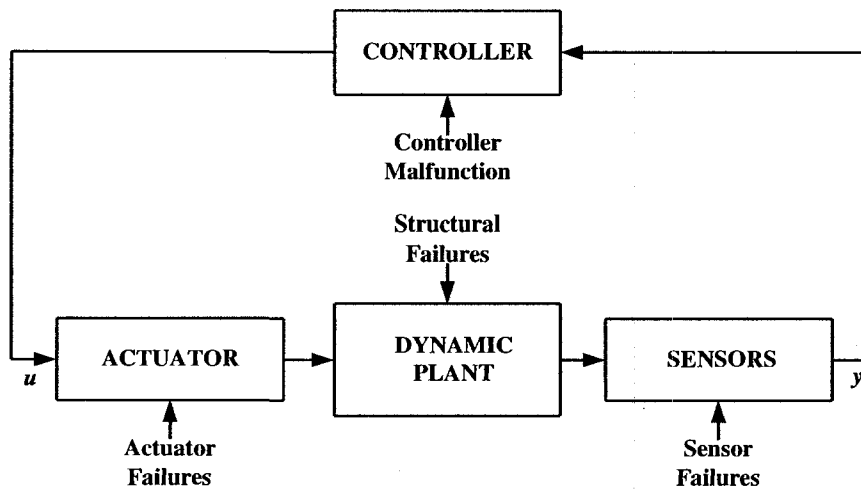 CONTROLLER
Controller
Malfunction
Structural
Failures
ACTUATOR
DYNAMIC
PLANT
SENSORS
u
y
Actuator
Failures
Sensor
Failures